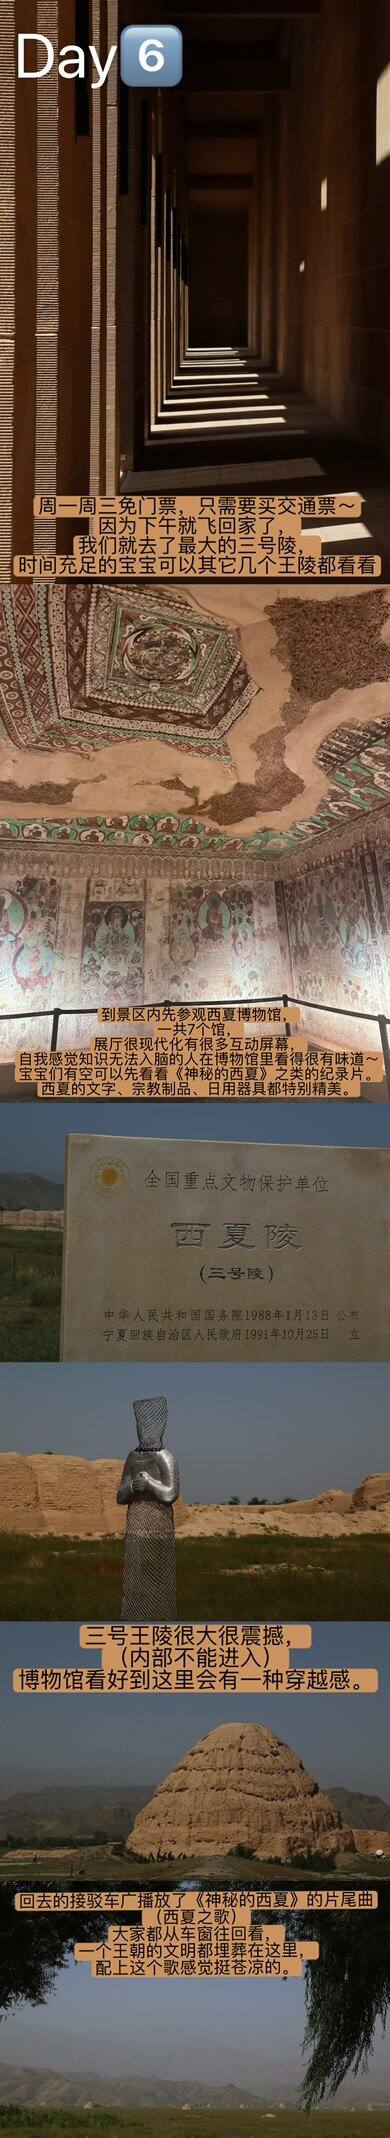 Day6
周一周三免门票，只需要买交通票～
因为下午就飞回家了，
我们就去了最大的三号陵，
时间充足的宝宝可以其它几个王陵都看看
到景区内先参观西夏博物馆，
一共7个馆，
展厅很现代化有很多互动屏幕，
自我感觉知识无法入脑的人在博物馆里看得很有味道～
宝宝们有空可以先看看《神秘的西夏》之类的纪录片。
西夏的文字、宗教制品、日用器具都特别精美。
全国重点文物保护单位
西夏陵
（三号陵）
中华人民共和国国务院1988年1月13日 公布
宁夏回族自治区人民政府1991年10月25日 立
三号王陵很大很震撼，
（内部不能进入）
博物馆看好到这里会有一种穿越感。
回去的接驳车广播放了《神秘的西夏》的片尾曲
（西夏之歌）
大家都从车窗往回看，
一个王朝的文明都埋葬在这里，
配上这个歌感觉挺苍凉的。